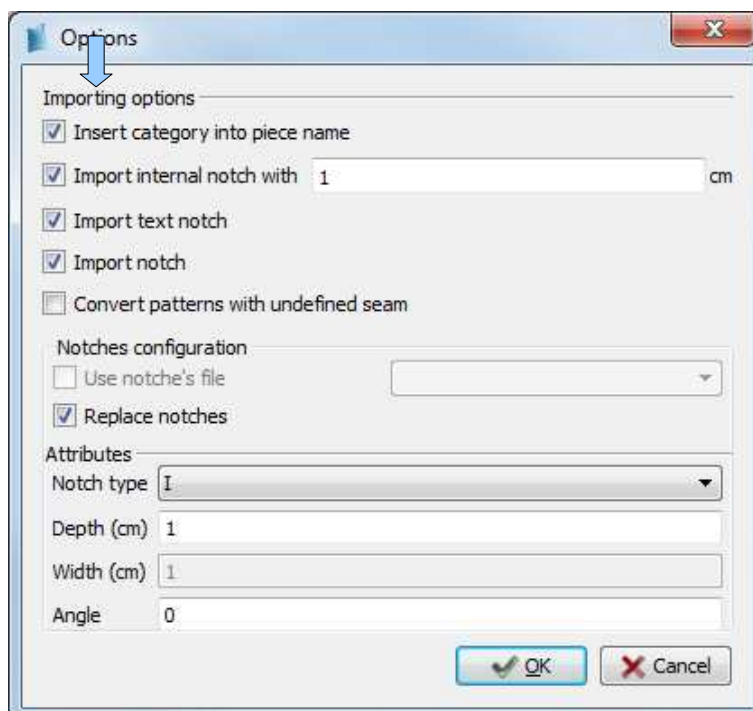 Options
Importing options
Insert category into piece name
Import internal notch with 1 cm
Import text notch
Import notch
Convert patterns with undefined seam
Notches configuration
Use notche's file
Replace notches
Attributes
Notch type I
Depth (cm) 1
Width (cm) 1
Angle 0
OK Cancel